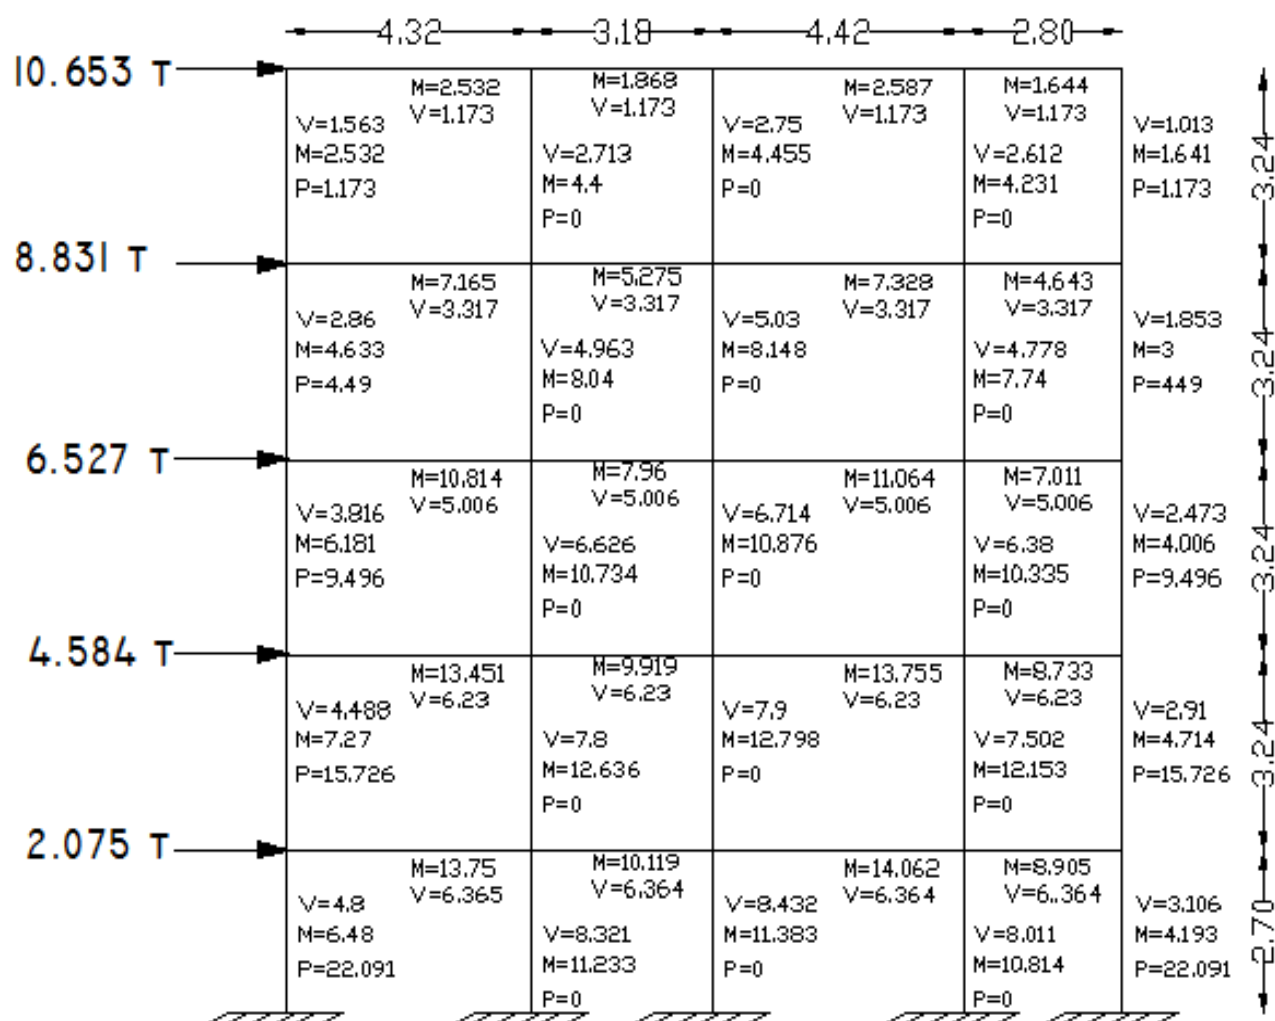 4.32 3.18 4.42 2.80
10.653 T
M=2.532
V=1.173
M=1.868
V=1.173
M=2.587
V=1.173
M=1.644
V=1.173
V=1.563
M=2.532
P=1.173
V=2.713
M=4.4
P=0
V=2.75
M=4.455
P=0
V=2.612
M=4.231
P=0
V=1.013
M=1.641
P=1.173
3.24
8.831 T
M=7.165
V=3.317
M=5.275
V=3.317
M=7.328
V=3.317
M=4.643
V=3.317
V=2.86
M=4.633
P=4.49
V=4.963
M=8.04
P=0
V=5.03
M=8.148
P=0
V=4.778
M=7.74
P=0
V=1.853
M=3
P=449
3.24
6.527 T
M=10.814
V=5.006
M=7.96
V=5.006
M=11.064
V=5.006
M=7.011
V=5.006
V=3.816
M=6.181
P=9.496
V=6.626
M=10.734
P=0
V=6.714
M=10.876
P=0
V=6.38
M=10.335
P=0
V=2.473
M=4.006
P=9.496
3.24
4.584 T
M=13.451
V=6.23
M=9.919
V=6.23
M=13.755
V=6.23
M=8.733
V=6.23
V=4.488
M=7.27
P=15.726
V=7.8
M=12.636
P=0
V=7.9
M=12.798
P=0
V=7.502
M=12.153
P=0
V=2.91
M=4.714
P=15.726
3.24
2.075 T
M=13.75
V=6.365
M=10.119
V=6.364
M=14.062
V=6.364
M=8.905
V=6..364
V=4.8
M=6.48
P=22.091
V=8.321
M=11.233
P=0
V=8.432
M=11.383
P=0
V=8.011
M=10.814
P=0
V=3.106
M=4.193
P=22.091
2.70